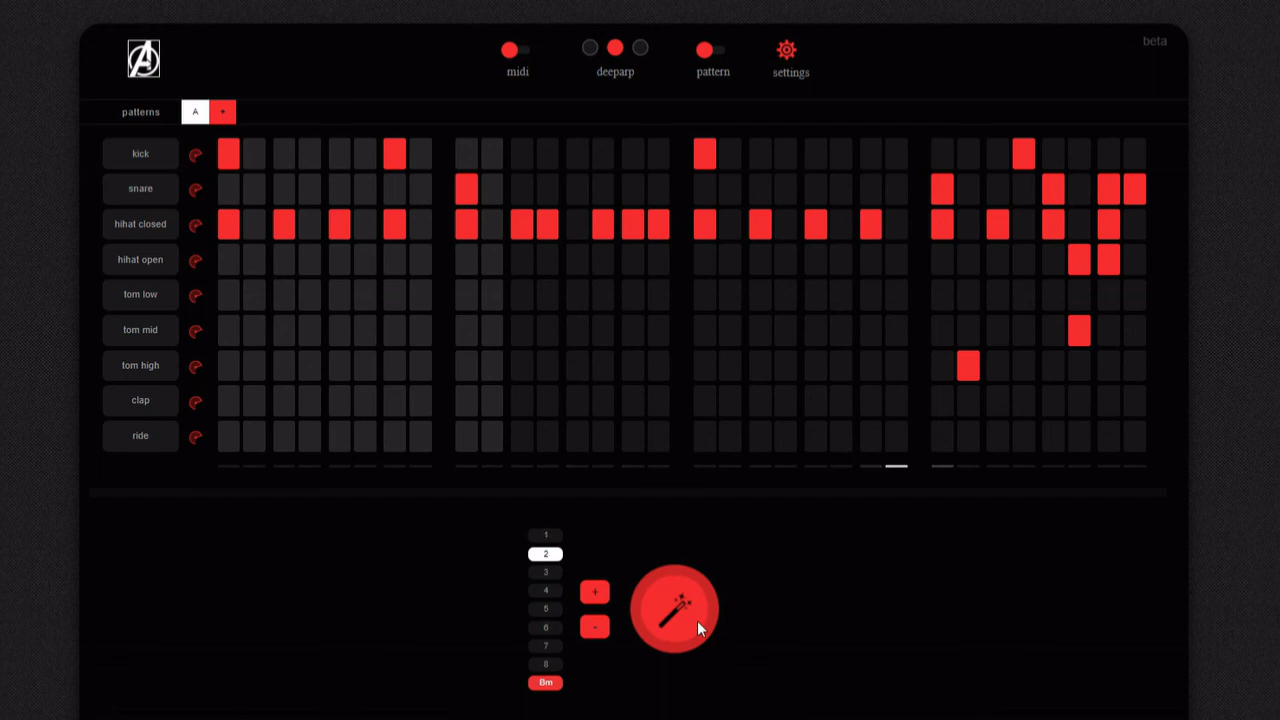 beta
midi
deeparp
pattern
settings
patterns
A
+
kick
snare
hihat closed
hihat open
tom low
tom mid
tom high
clap
ride
1
2
3
4
5
6
7
8
Bm
+
-